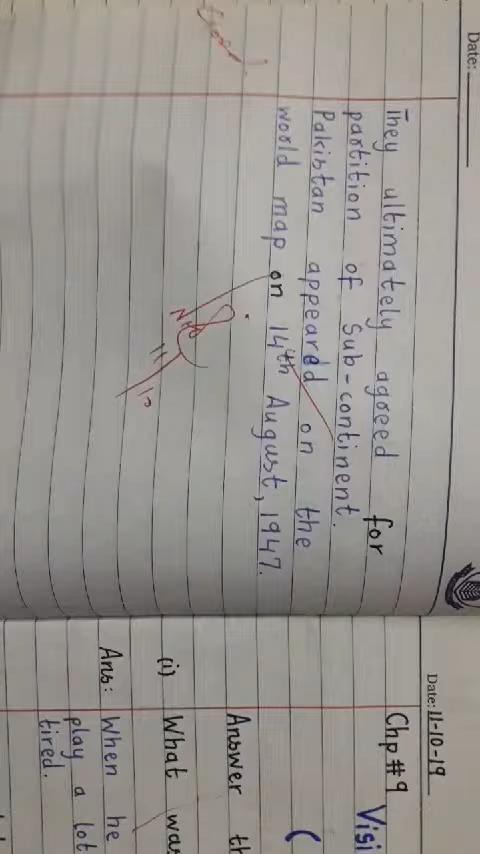 Date:
Good
They ultimately agreed for
partition of Sub-continent.
Pakistan appeared on the
world map on 14th August, 1947.
Date: 11-10-19
Chp#9 Visi
(
Answer th
(i) What was
Ans: When he
play a lot
tired.